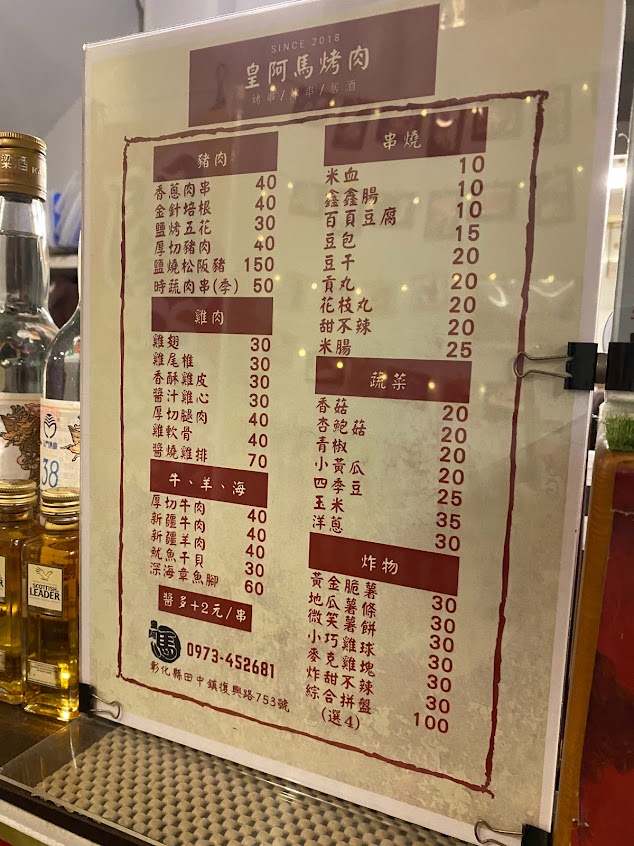 SINCE 2018
皇阿馬烤肉
豬肉
香蔥肉串 40
金針培根 40
鹽烤五花 30
厚切豬肉 40
鹽燒松阪豬 150
時蔬肉串(季) 50
雞肉
雞翅 30
雞尾椎 30
香酥雞皮 30
醬汁雞心 30
厚切腿肉 40
雞軟骨 40
醬燒雞排 70
牛、羊、海
厚切牛肉 40
新疆牛肉 40
新疆羊肉 40
魷魚干貝 30
深海章魚腳 60
醬多+2元/串
皇阿馬 0973-452681
彰化縣田中鎮復興路753號
串燒
米血 10
鑫鑫腸 10
百頁豆腐 10
豆包 15
豆干 20
貢丸 20
花枝丸 20
甜不辣 20
米腸 25
蔬菜
香菇 20
杏鮑菇 20
青椒 20
小黃瓜 20
四季豆 25
玉米 35
洋蔥 30
炸物
黃金脆薯 30
地瓜薯條 30
微笑薯餅 30
小巧雞球 30
麥克雞塊 30
炸甜不辣 30
綜合拼盤 100
(選4)
38
SCOTTISH
LEADER